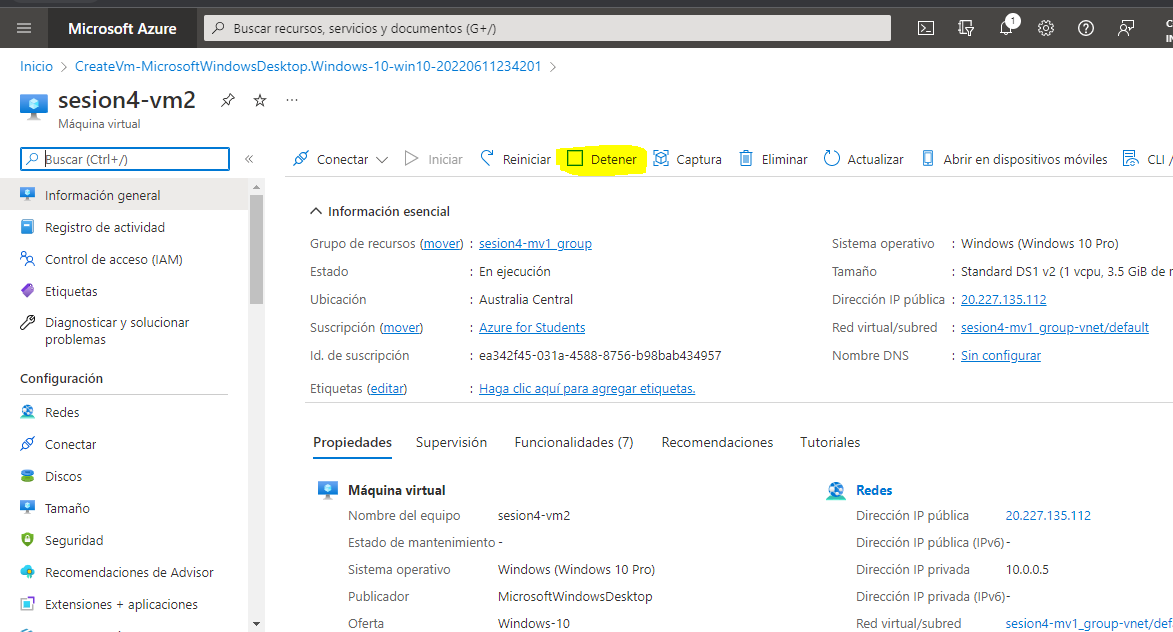 Microsoft Azure
Buscar recursos, servicios y documentos (G+/)
1
Inicio > CreateVm-MicrosoftWindowsDesktop.Windows-10-win10-20220611234201 >
sesion4-vm2
Máquina virtual
Buscar (Ctrl+/)
«
Conectar
Iniciar
Reiniciar
Detener
Captura
Eliminar
Actualizar
Abrir en dispositivos móviles
CLI /
Información general
Registro de actividad
Control de acceso (IAM)
Etiquetas
Diagnosticar y solucionar
problemas
Configuración
Redes
Conectar
Discos
Tamaño
Seguridad
Recomendaciones de Advisor
Extensiones + aplicaciones
Información esencial
Grupo de recursos (mover) : sesion4-mv1_group
Estado : En ejecución
Ubicación : Australia Central
Suscripción (mover) : Azure for Students
Id. de suscripción : ea342f45-031a-4588-8756-b98bab434957
Etiquetas (editar) : Haga clic aquí para agregar etiquetas.
Sistema operativo : Windows (Windows 10 Pro)
Tamaño : Standard DS1 v2 (1 vcpu, 3.5 GiB de
Dirección IP pública : 20.227.135.112
Red virtual/subred : sesion4-mv1_group-vnet/default
Nombre DNS : Sin configurar
Propiedades
Supervisión
Funcionalidades (7)
Recomendaciones
Tutoriales
Máquina virtual
Nombre del equipo sesion4-vm2
Estado de mantenimiento -
Sistema operativo Windows (Windows 10 Pro)
Publicador MicrosoftWindowsDesktop
Oferta Windows-10
Redes
Dirección IP pública 20.227.135.112
Dirección IP pública (IPv6) -
Dirección IP privada 10.0.0.5
Dirección IP privada (IPv6) -
Red virtual/subred sesion4-mv1_group-vnet/def